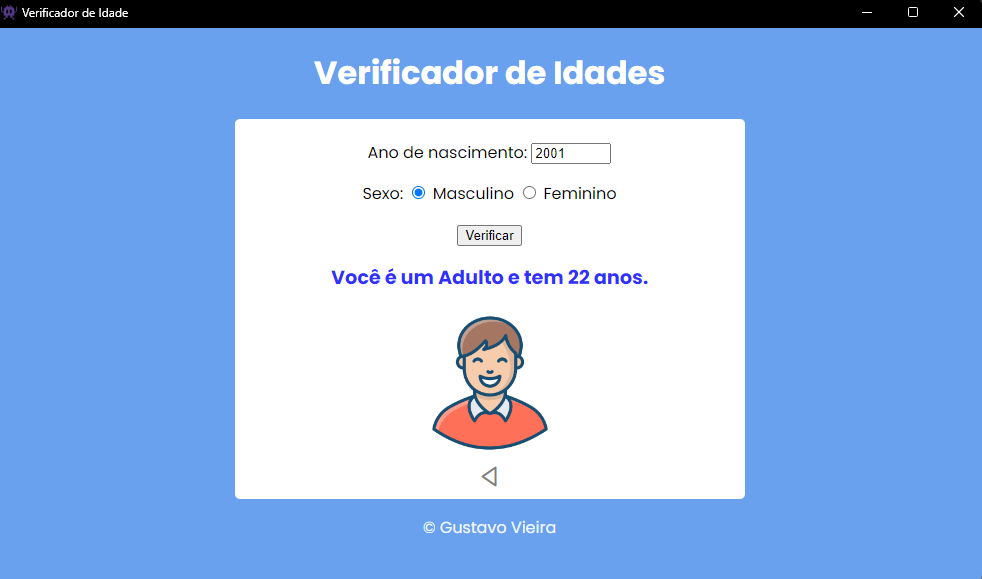 Verificador de Idade
Verificador de Idades
Ano de nascimento: 2001
Sexo: Masculino Feminino
Verificar
Você é um Adulto e tem 22 anos.
© Gustavo Vieira